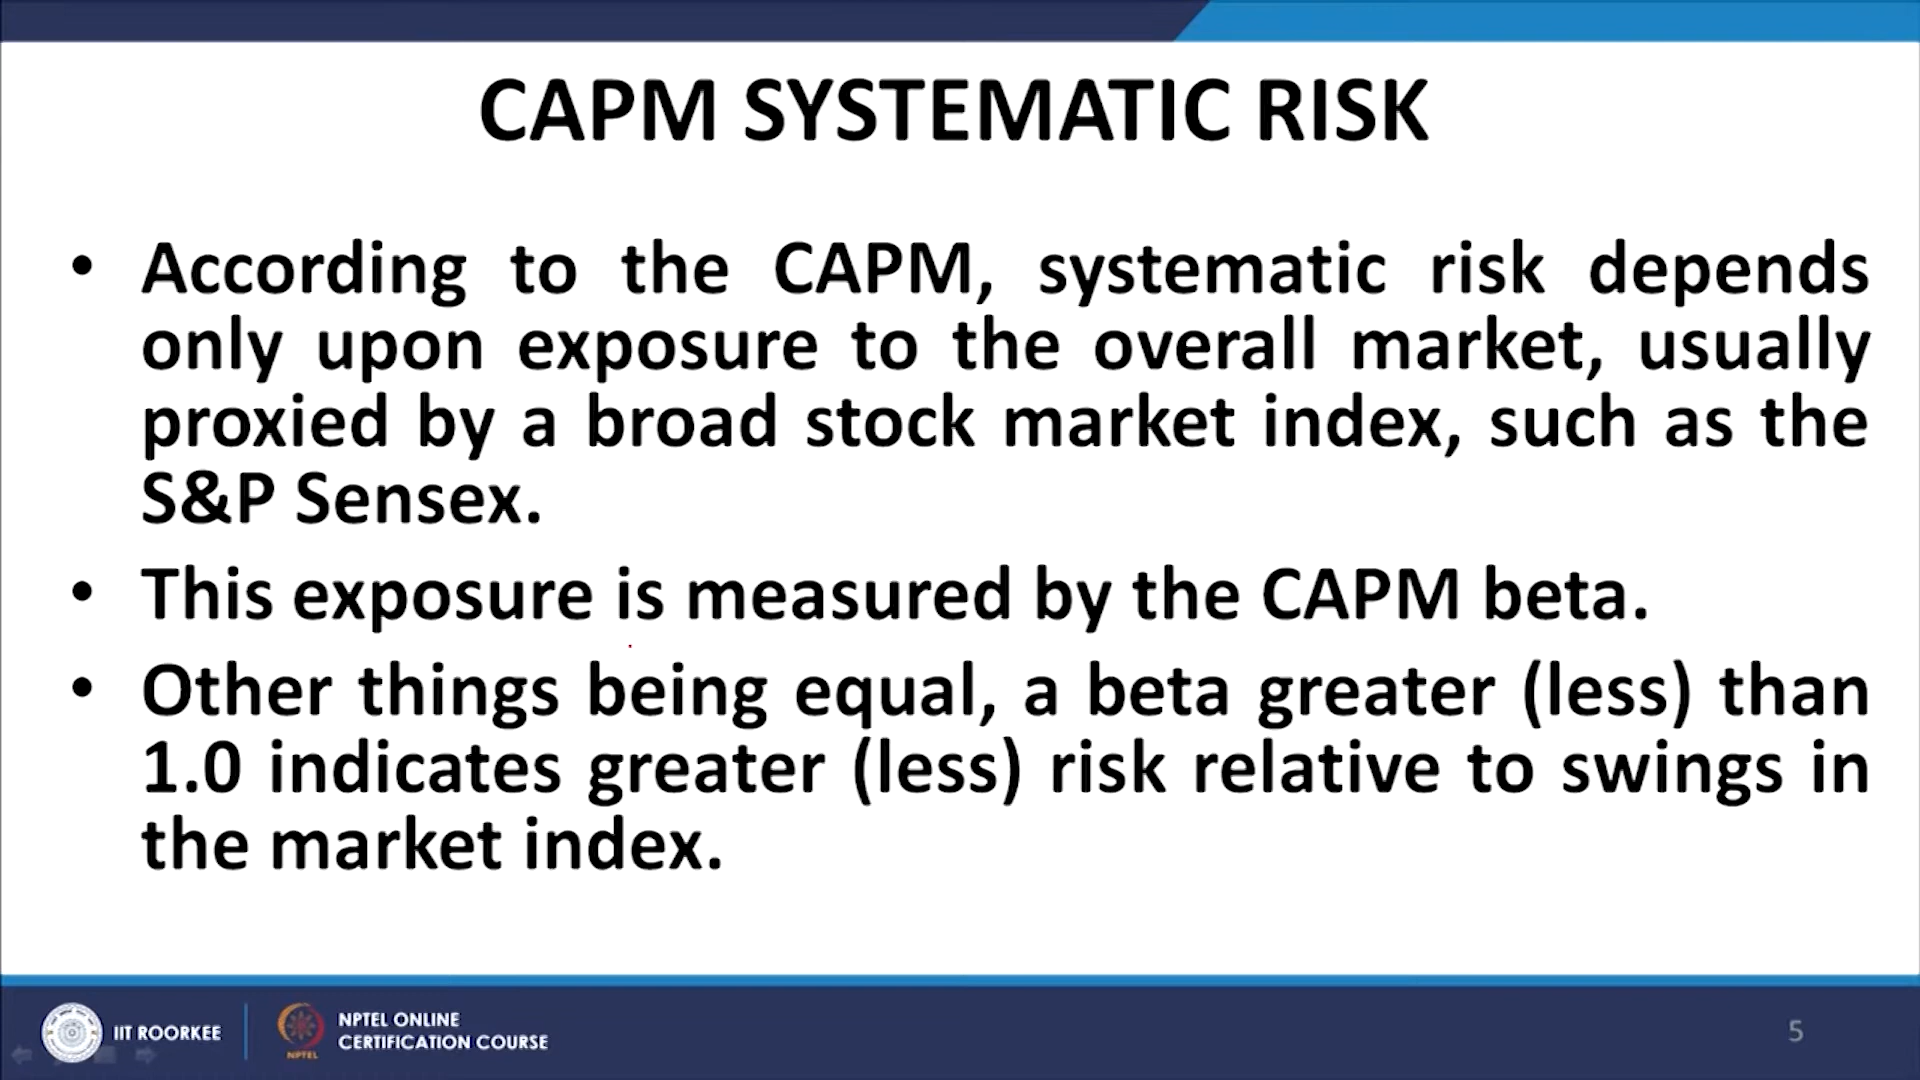 CAPM SYSTEMATIC RISK
• According to the CAPM, systematic risk depends
only upon exposure to the overall market, usually
proxied by a broad stock market index, such as the
S&P Sensex.
• This exposure is measured by the CAPM beta.
• Other things being equal, a beta greater (less) than
1.0 indicates greater (less) risk relative to swings in
the market index.
IIT ROORKEE
NPTEL
NPTEL ONLINE
CERTIFICATION COURSE
5